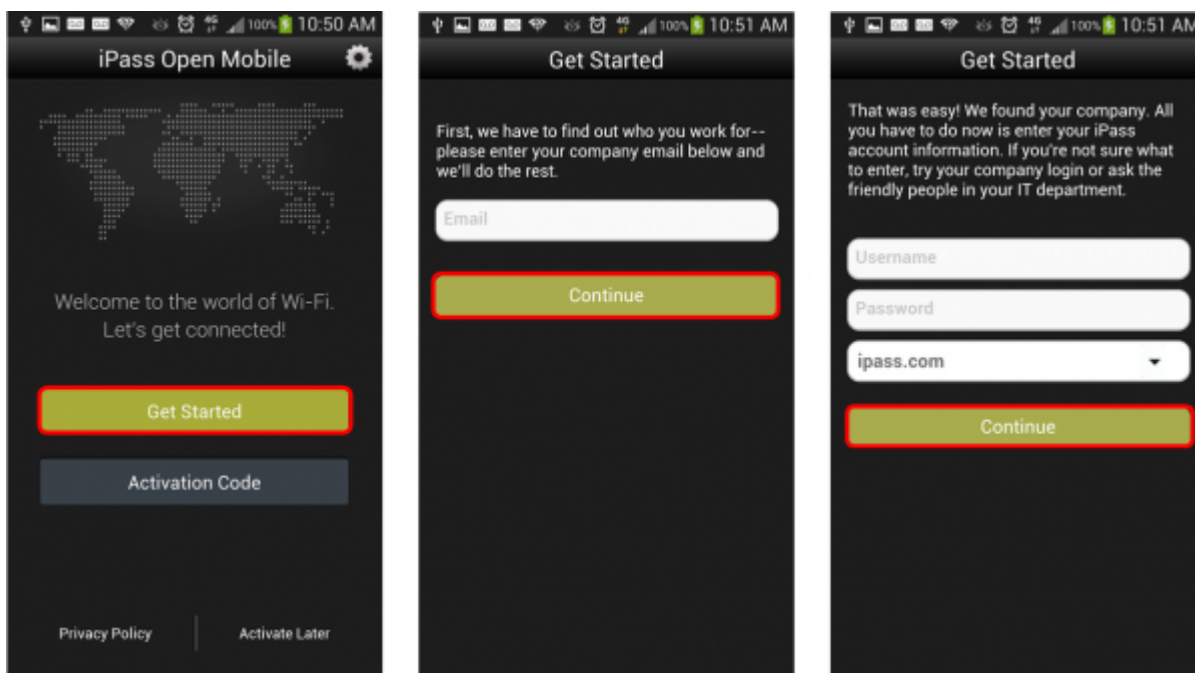 100% 10:50 AM
iPass Open Mobile
Welcome to the world of Wi-Fi.
Let's get connected!
Get Started
Activation Code
Privacy Policy
Activate Later
4G 100% 10:51 AM
Get Started
First, we have to find out who you work for--
please enter your company email below and
we'll do the rest.
Email
Continue
4G 100% 10:51 AM
Get Started
That was easy! We found your company. All
you have to do now is enter your iPass
account information. If you're not sure what
to enter, try your company login or ask the
friendly people in your IT department.
Username
Password
ipass.com
Continue